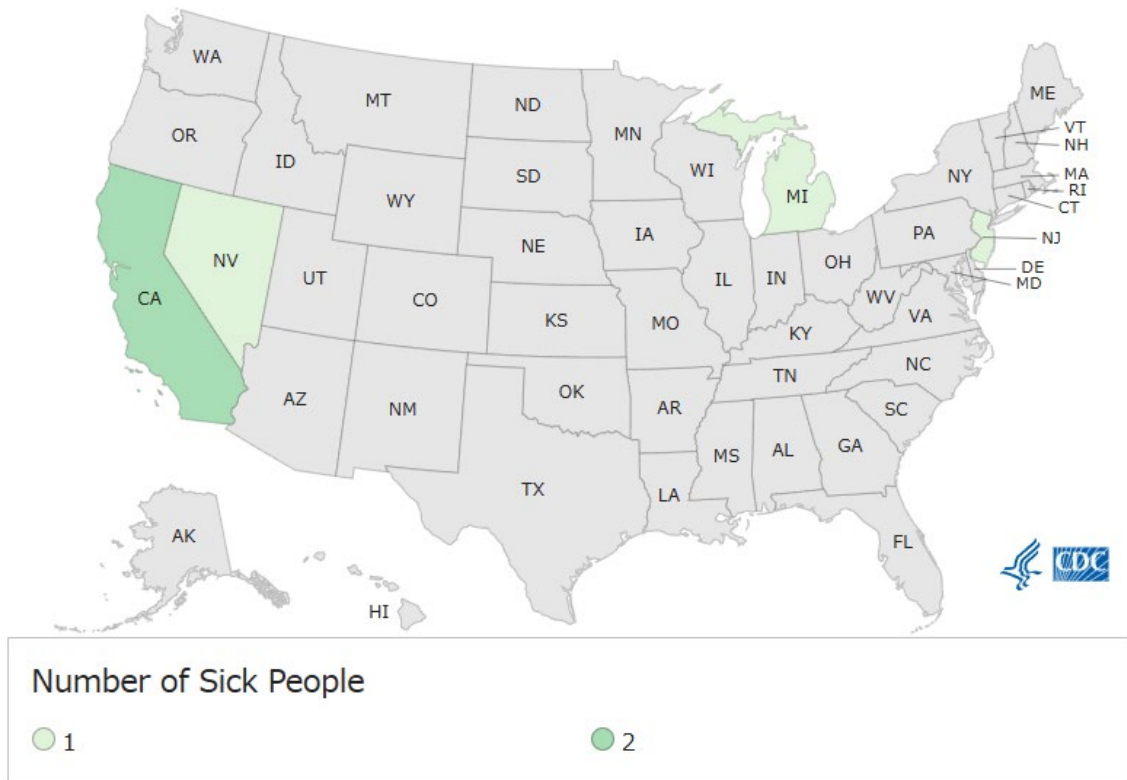 WA
MT
ND
MN
ME
VT
NH
OR
ID
SD
WI
NY
MA
RI
CT
WY
IA
MI
PA
NJ
NE
NV
UT
CO
IL
IN
OH
DE
MD
CA
KS
MO
WV
VA
KY
NC
TN
AZ
NM
OK
AR
SC
MS
AL
GA
TX
LA
AK
FL
HI
CDC
Number of Sick People
1
2